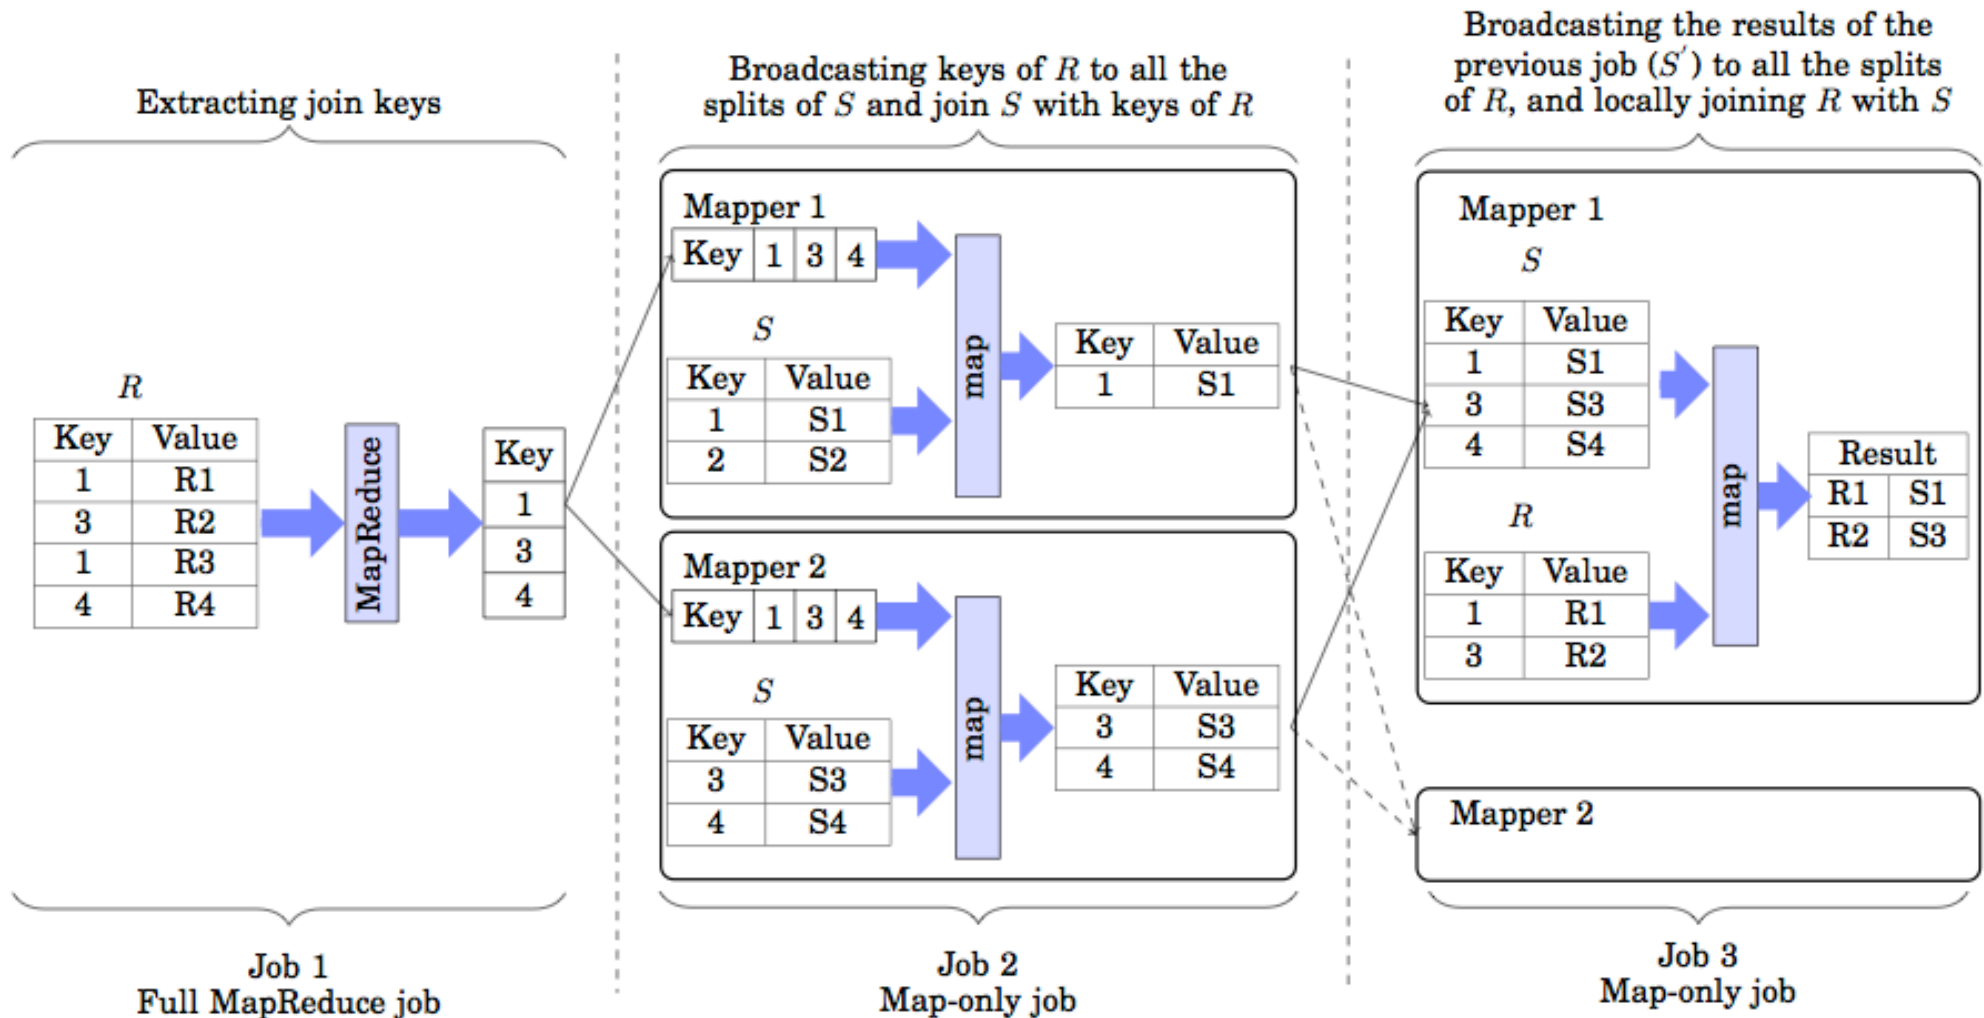 Extracting join keys
R
Key Value
1 R1
3 R2
1 R3
4 R4
MapReduce
Key
1
3
4
Job 1
Full MapReduce job
Broadcasting keys of R to all the
splits of S and join S with keys of R
Mapper 1
Key 1 3 4
S
Key Value
1 S1
2 S2
map
Key Value
1 S1
Mapper 2
Key 1 3 4
S
Key Value
3 S3
4 S4
map
Key Value
3 S3
4 S4
Job 2
Map-only job
Broadcasting the results of the
previous job (S') to all the splits
of R, and locally joining R with S
Mapper 1
S
Key Value
1 S1
3 S3
4 S4
R
Key Value
1 R1
3 R2
map
Result
R1 S1
R2 S3
Mapper 2
Job 3
Map-only job